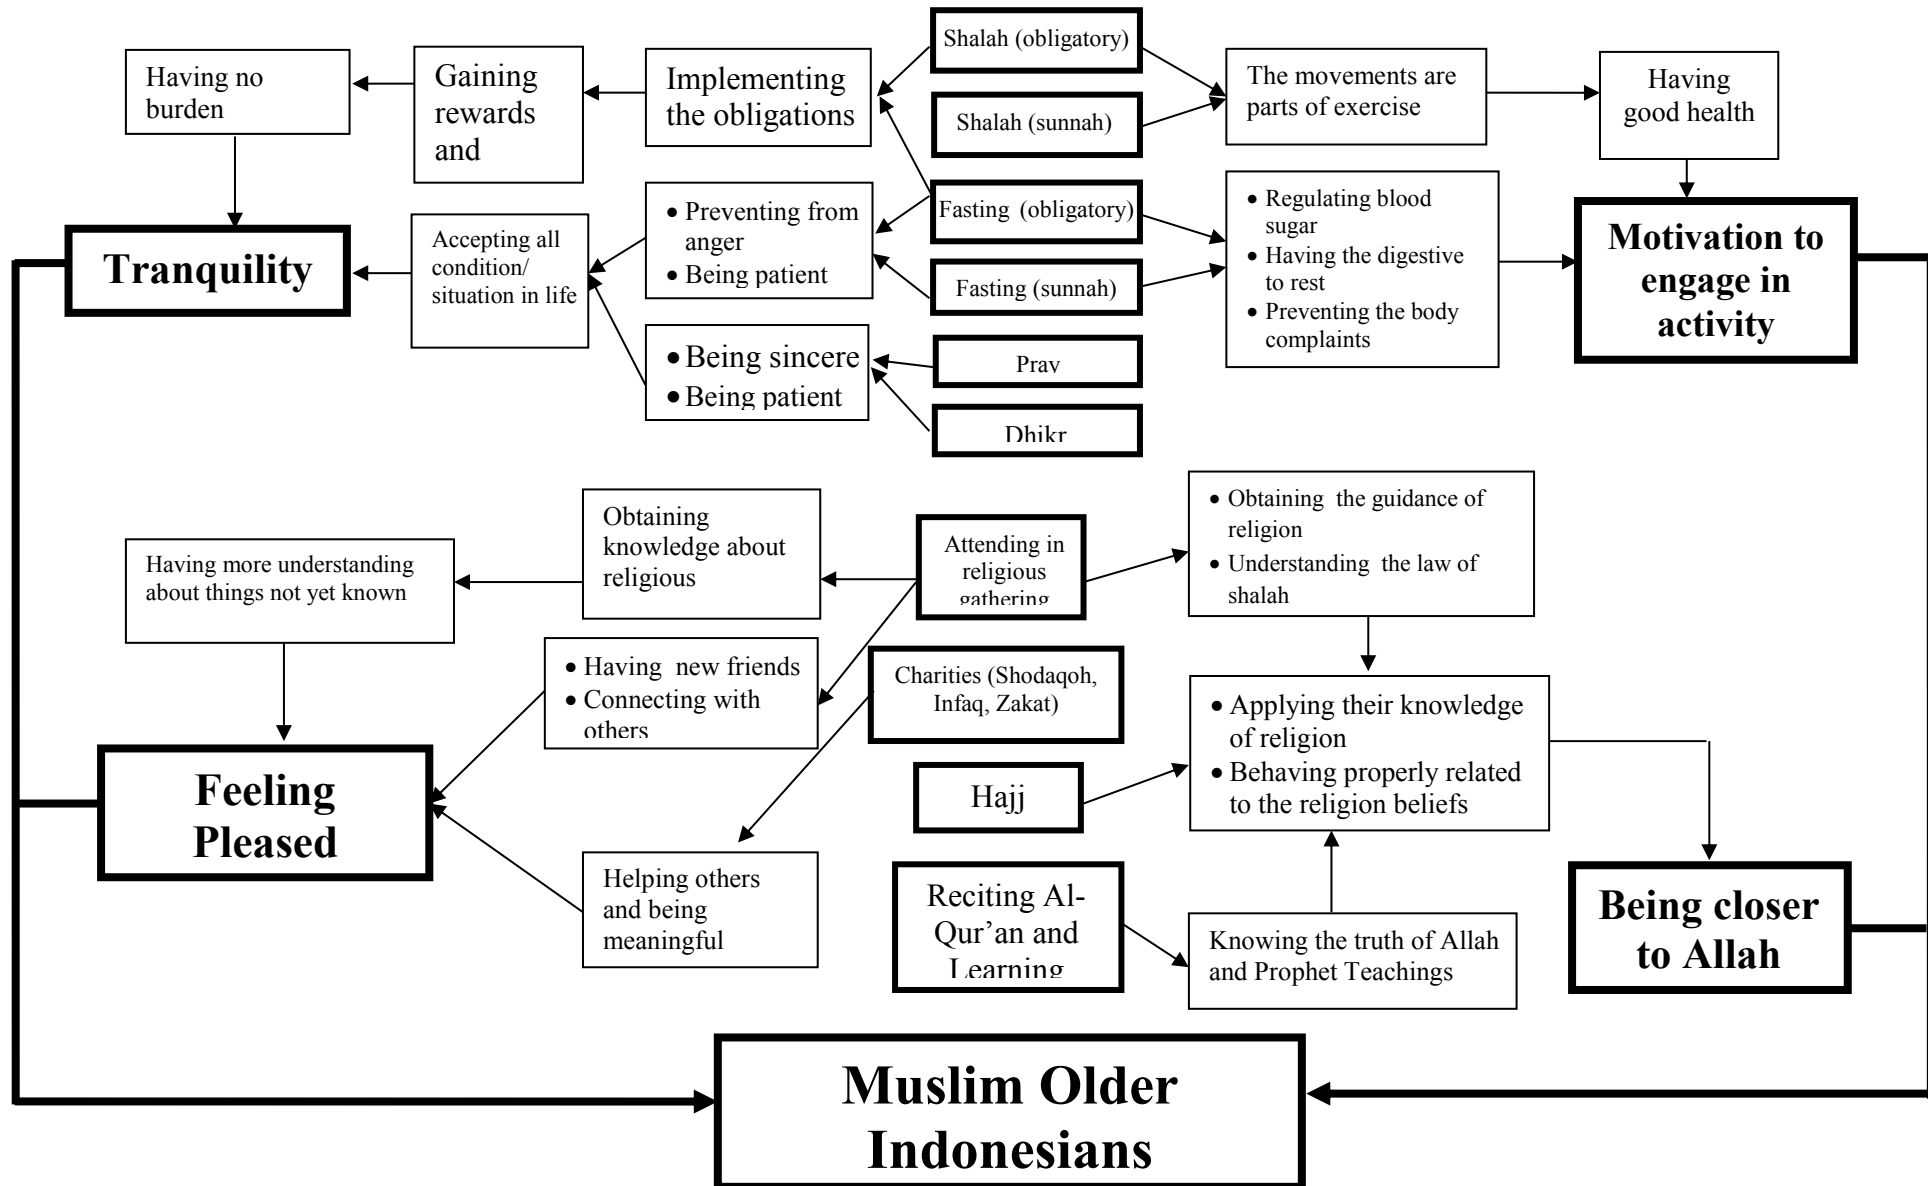 Having no
burden
Gaining
rewards
and
Implementing
the obligations
Shalah (obligatory)
Shalah (sunnah)
The movements are
parts of exercise
Having
good health
Tranquility
Accepting all
condition/
situation in life
• Preventing from
anger
• Being patient
Fasting (obligatory)
Fasting (sunnah)
• Regulating blood
sugar
• Having the digestive
to rest
• Preventing the body
complaints
Motivation to
engage in
activity
• Being sincere
• Being patient
Pray
Dhikr
Having more understanding
about things not yet known
Obtaining
knowledge about
religious
Attending in
religious
gathering
• Obtaining the guidance of
religion
• Understanding the law of
shalah
• Having new friends
• Connecting with
others
Charities (Shodaqoh,
Infaq, Zakat)
• Applying their knowledge
of religion
• Behaving properly related
to the religion beliefs
Feeling
Pleased
Hajj
Helping others
and being
meaningful
Reciting Al-
Qur’an and
Learning
Knowing the truth of Allah
and Prophet Teachings
Being closer
to Allah
Muslim Older
Indonesians